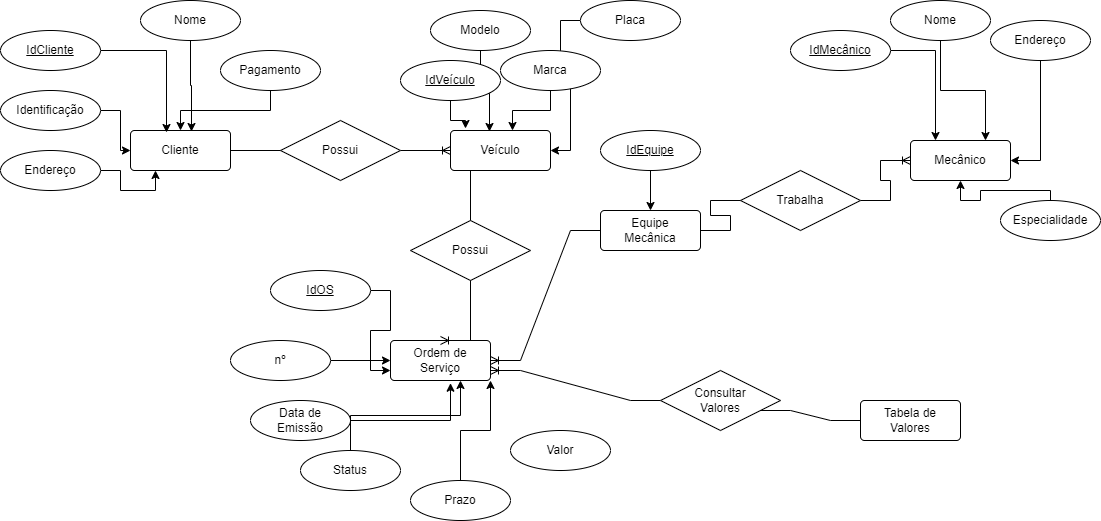 Nome
Modelo
Placa
Nome
IdCliente
IdMecânico
Endereço
Pagamento
IdVeículo
Marca
Identificação
Cliente
Possui
Veículo
IdEquipe
Mecânico
Endereço
Trabalha
Especialidade
Equipe
Mecânica
Possui
IdOS
nº
Ordem de
Serviço
Consultar
Valores
Data de
Emissão
Tabela de
Valores
Valor
Status
Prazo